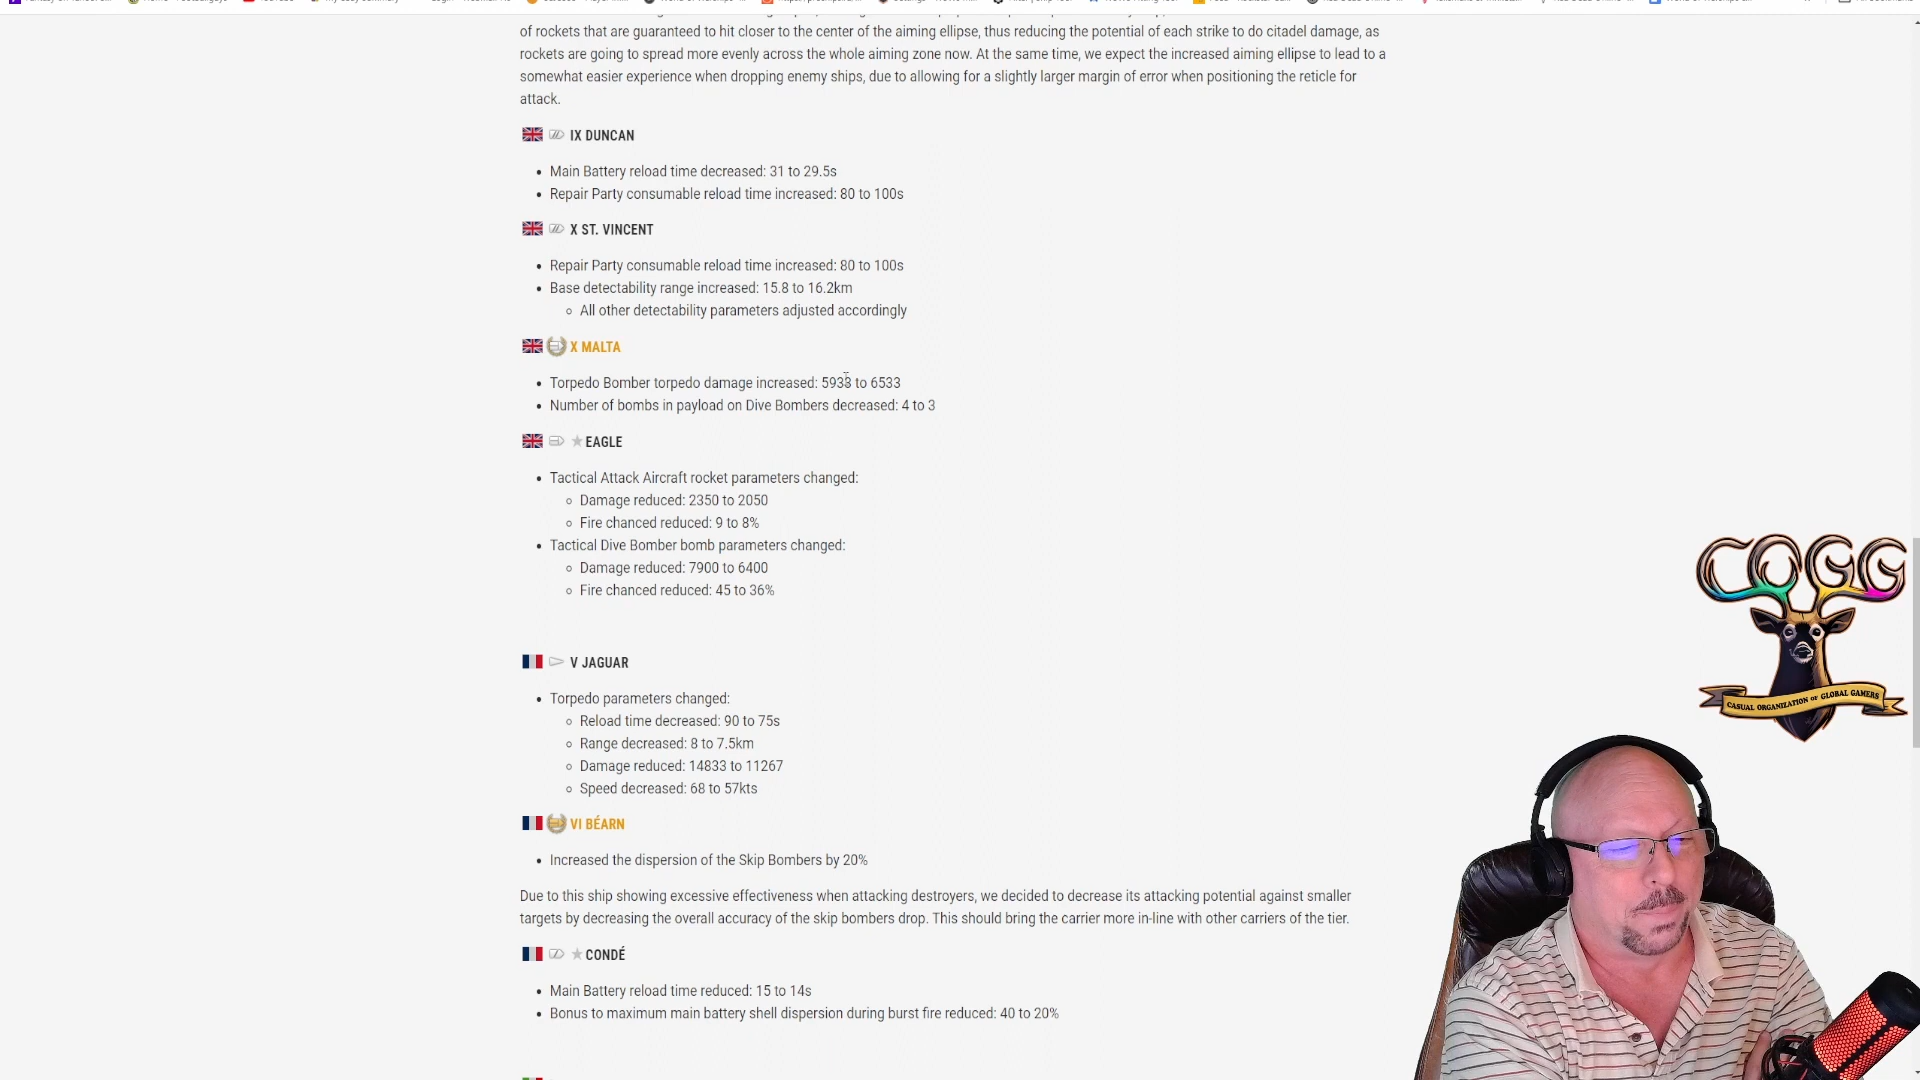 of rockets that are guaranteed to hit closer to the center of the aiming ellipse, thus reducing the potential of each strike to do citadel damage, as
rockets are going to spread more evenly across the whole aiming zone now. At the same time, we expect the increased aiming ellipse to lead to a
somewhat easier experience when dropping enemy ships, due to allowing for a slightly larger margin of error when positioning the reticle for
attack.
IX DUNCAN
Main Battery reload time decreased: 31 to 29.5s
Repair Party consumable reload time increased: 80 to 100s
X ST. VINCENT
Repair Party consumable reload time increased: 80 to 100s
Base detectability range increased: 15.8 to 16.2km
All other detectability parameters adjusted accordingly
X MALTA
Torpedo Bomber torpedo damage increased: 5933 to 6533
Number of bombs in payload on Dive Bombers decreased: 4 to 3
EAGLE
Tactical Attack Aircraft rocket parameters changed:
Damage reduced: 2350 to 2050
Fire chanced reduced: 9 to 8%
Tactical Dive Bomber bomb parameters changed:
Damage reduced: 7900 to 6400
Fire chanced reduced: 45 to 36%
V JAGUAR
Torpedo parameters changed:
Reload time decreased: 90 to 75s
Range decreased: 8 to 7.5km
Damage reduced: 14833 to 11267
Speed decreased: 68 to 57kts
VI BÉARN
Increased the dispersion of the Skip Bombers by 20%
Due to this ship showing excessive effectiveness when attacking destroyers, we decided to decrease its attacking potential against smaller
targets by decreasing the overall accuracy of the skip bombers drop. This should bring the carrier more in-line with other carriers of the tier.
CONDÉ
Main Battery reload time reduced: 15 to 14s
Bonus to maximum main battery shell dispersion during burst fire reduced: 40 to 20%
COGG
CASUAL ORGANIZATION OF GLOBAL GAMERS